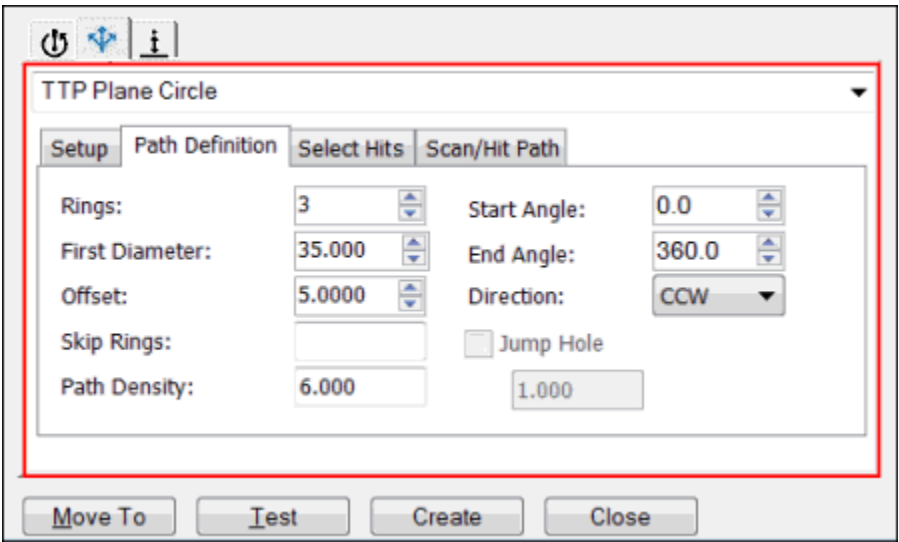 TTP Plane Circle
Setup Path Definition Select Hits Scan/Hit Path
Rings: 3 Start Angle: 0.0
First Diameter: 35.000 End Angle: 360.0
Offset: 5.0000 Direction: CCW
Skip Rings: Jump Hole
Path Density: 6.000 1.000
Move To Test Create Close